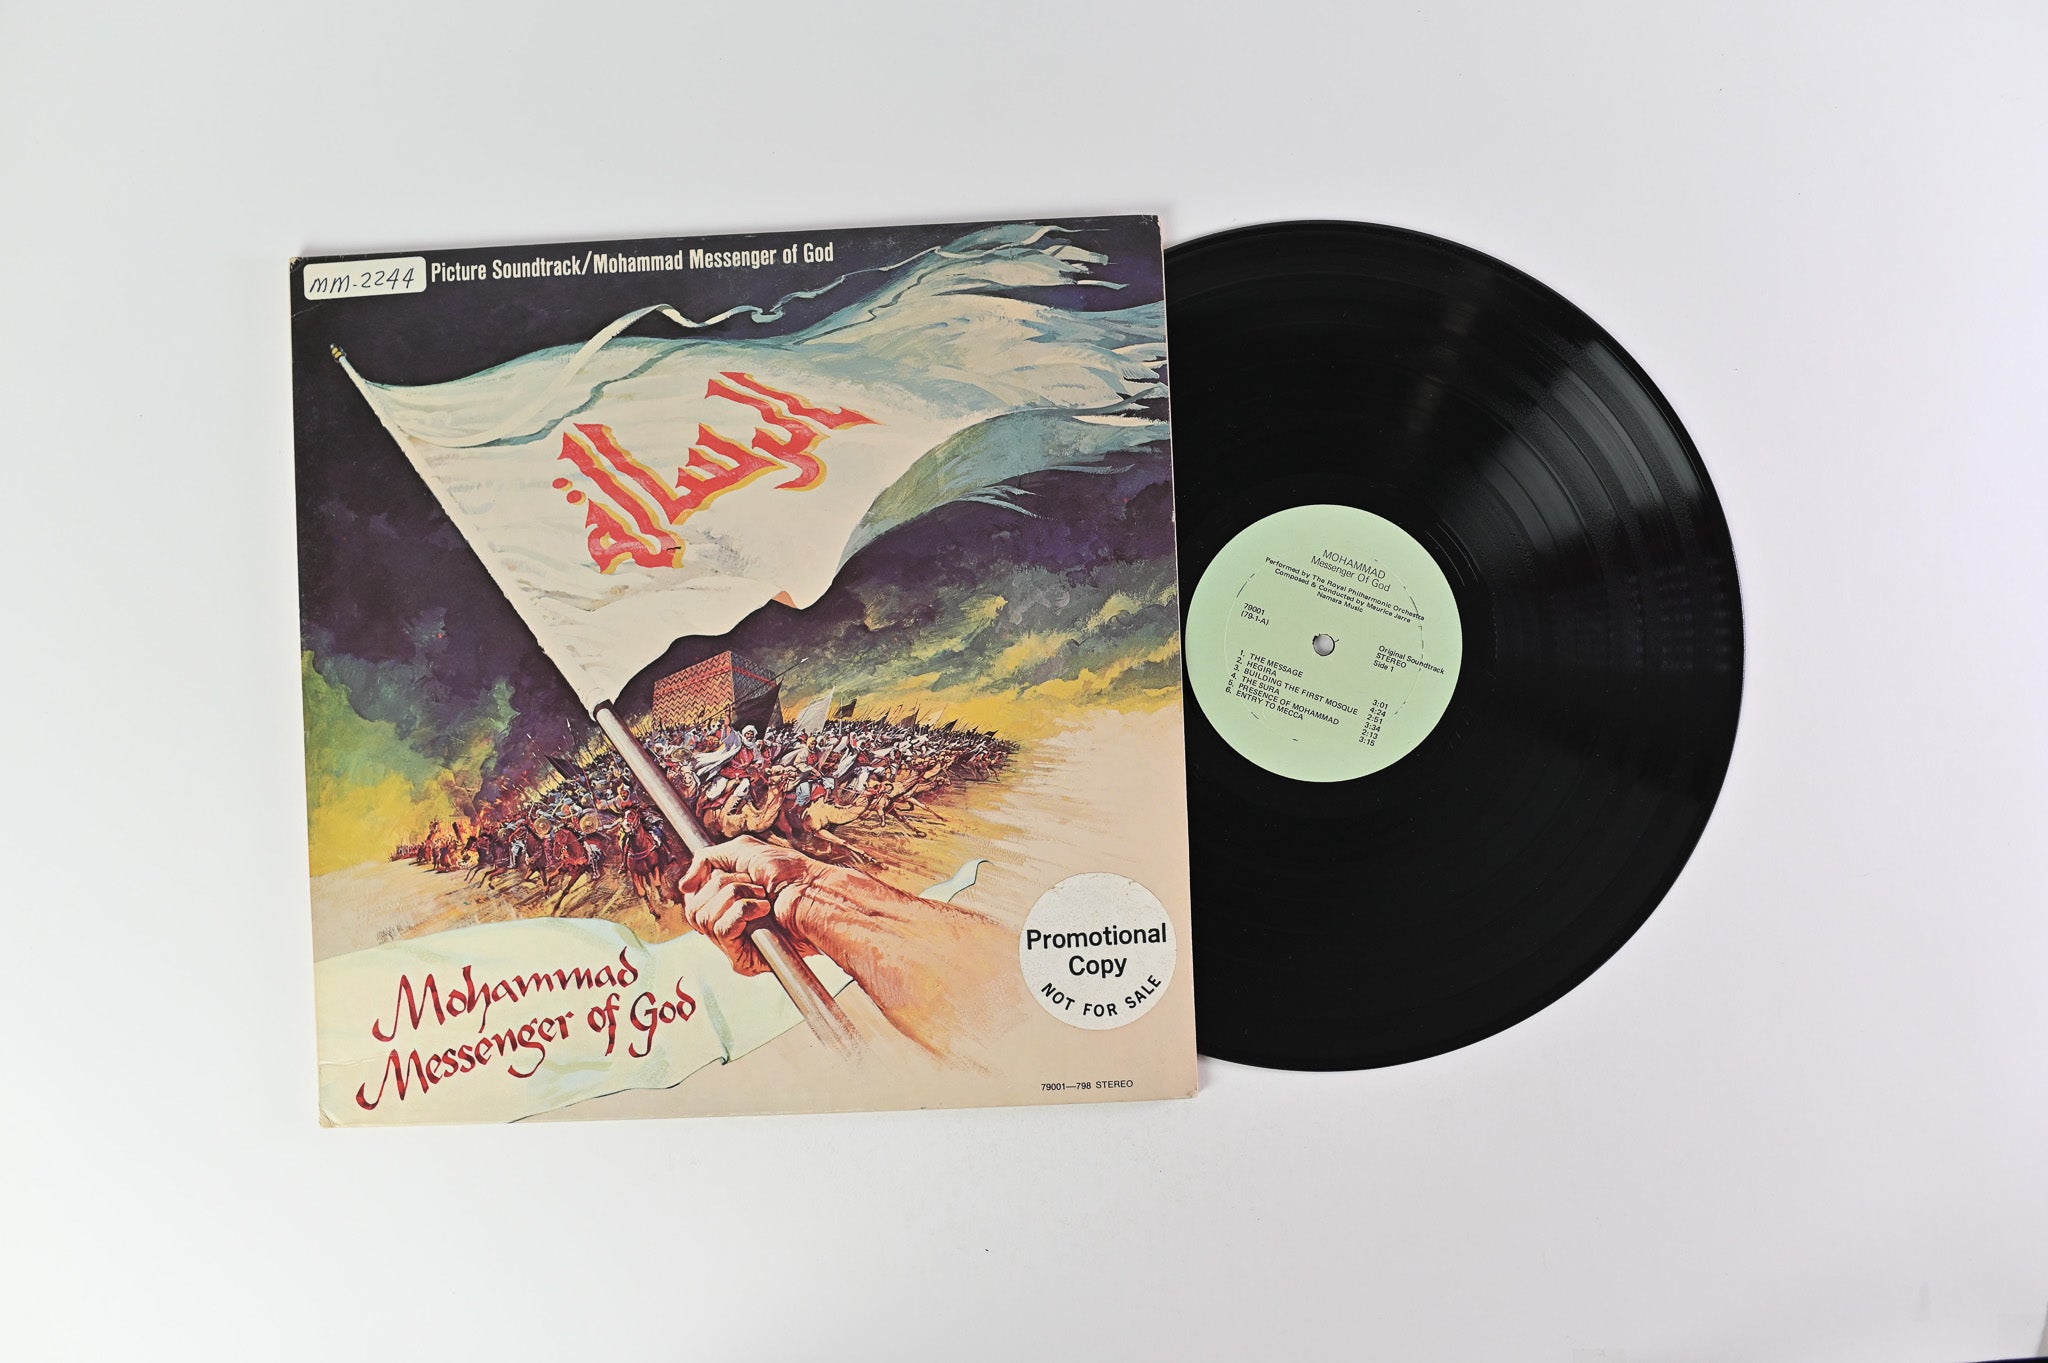 MM-2244
Picture Soundtrack/Mohammad Messenger of God
الرسالة
Mohammad
Messenger of God
Promotional
Copy
NOT FOR SALE
79001—798 STEREO
MOHAMMAD
Messenger Of God
Performed by The Royal Philharmonic Orchestra
Composed & Conducted by Maurice Jarre
Namara Music
79001
(79-1-A)
Original Soundtrack
STEREO
Side 1
1. THE MESSAGE 3:01
2. HEGIRA 4:24
3. BUILDING THE FIRST MOSQUE 2:51
4. THE SURA 3:34
5. PRESENCE OF MOHAMMAD 2:13
6. ENTRY TO MECCA 3:15